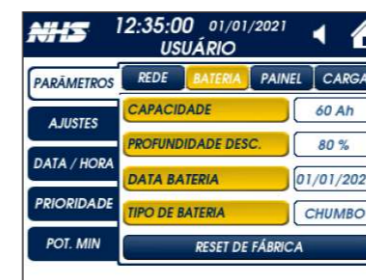 NHS 12:35:00 01/01/2021
USUÁRIO
PARÂMETROS REDE BATERIA PAINEL CARGA
CAPACIDADE 60 Ah
AJUSTES
PROFUNDIDADE DESC. 80 %
DATA / HORA
DATA BATERIA 01/01/202
PRIORIDADE
TIPO DE BATERIA CHUMBO
POT. MIN RESET DE FÁBRICA